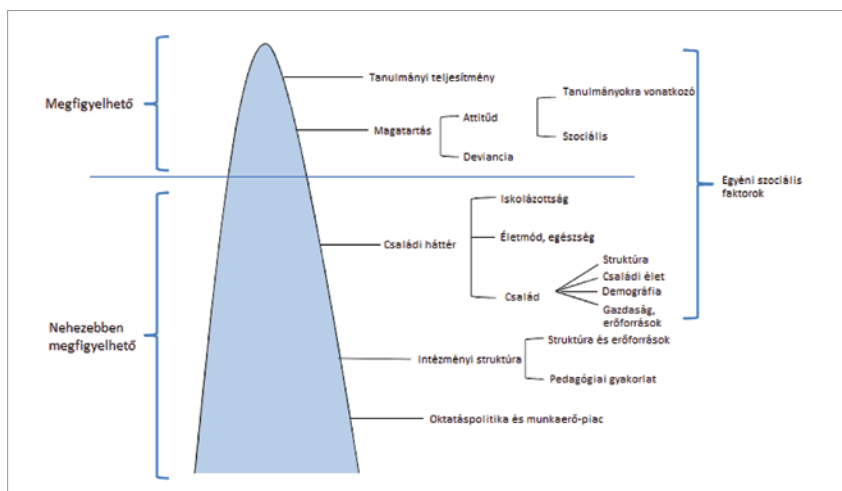 Megfigyelhető
Tanulmányi teljesítmény
Magatartás
Attitűd
Deviancia
Tanulmányokra vonatkozó
Szociális
Egyéni szociális
faktorok
Nehezebben
megfigyelhető
Családi háttér
Iskolázottság
Életmód, egészség
Család
Struktúra
Családi élet
Demográfia
Gazdaság,
erőforrások
Intézményi struktúra
Struktúra és erőforrások
Pedagógiai gyakorlat
Oktatáspolitika és munkaerő-piac